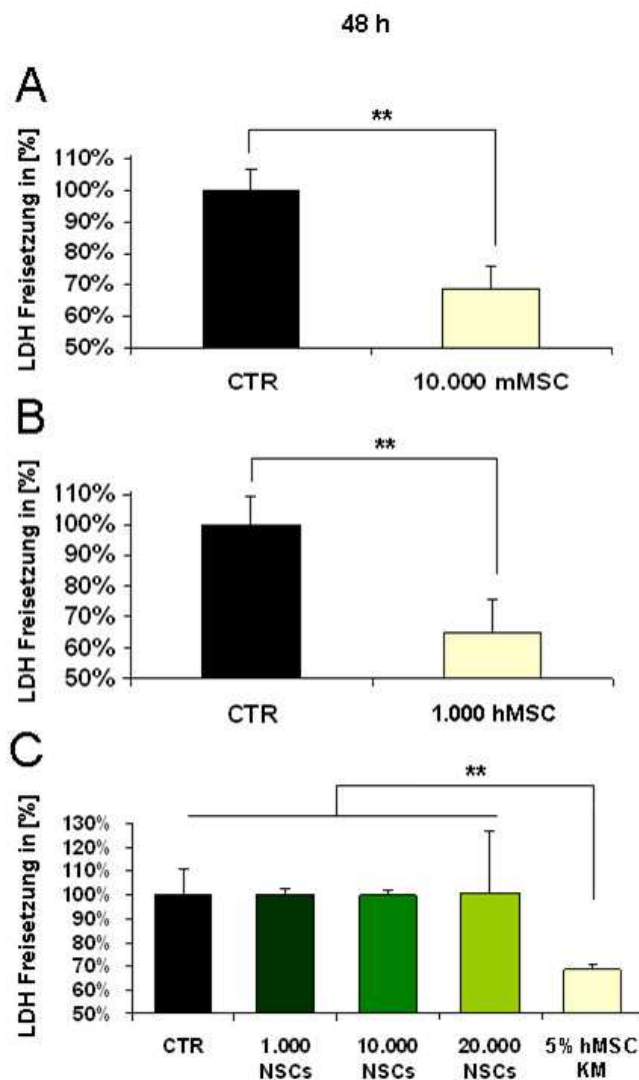 48 h
A
**
LDH Freisetzung in [%]
110%
100%
90%
80%
70%
60%
50%
CTR 10.000 mMSC
B
**
LDH Freisetzung in [%]
110%
100%
90%
80%
70%
60%
50%
CTR 1.000 hMSC
C
**
LDH Freisetzung in [%]
130%
120%
110%
100%
90%
80%
70%
60%
50%
CTR 1.000 10.000 20.000 5% hMSC
NSCs NSCs NSCs KM